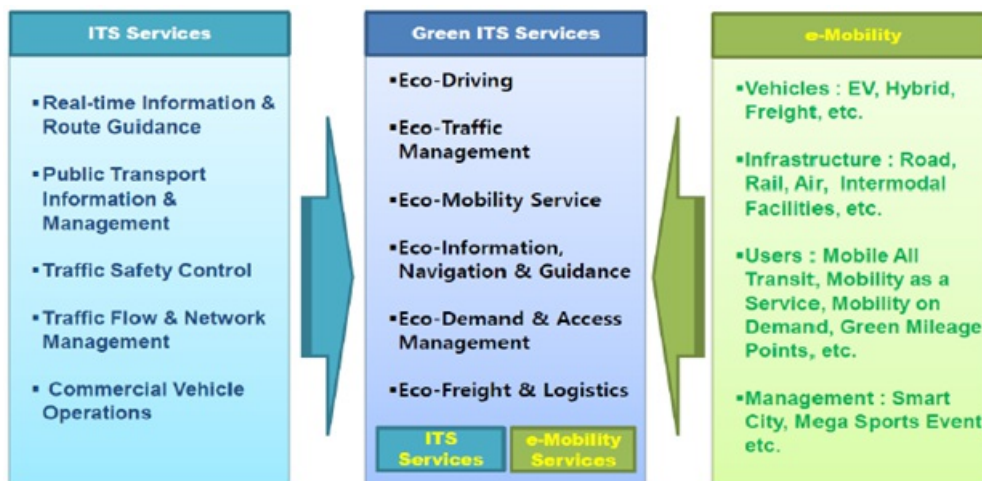 ITS Services
▪Real-time Information &
Route Guidance
▪Public Transport
Information &
Management
▪Traffic Safety Control
▪Traffic Flow & Network
Management
▪ Commercial Vehicle
Operations
Green ITS Services
▪Eco-Driving
▪Eco-Traffic
Management
▪Eco-Mobility Service
▪Eco-Information,
Navigation & Guidance
▪Eco-Demand & Access
Management
▪Eco-Freight & Logistics
ITS
Services
e-Mobility
Services
e-Mobility
▪Vehicles : EV, Hybrid,
Freight, etc.
▪Infrastructure : Road,
Rail, Air, Intermodal
Facilities, etc.
▪Users : Mobile All
Transit, Mobility as a
Service, Mobility on
Demand, Green Mileage
Points, etc.
▪Management : Smart
City, Mega Sports Event
etc.